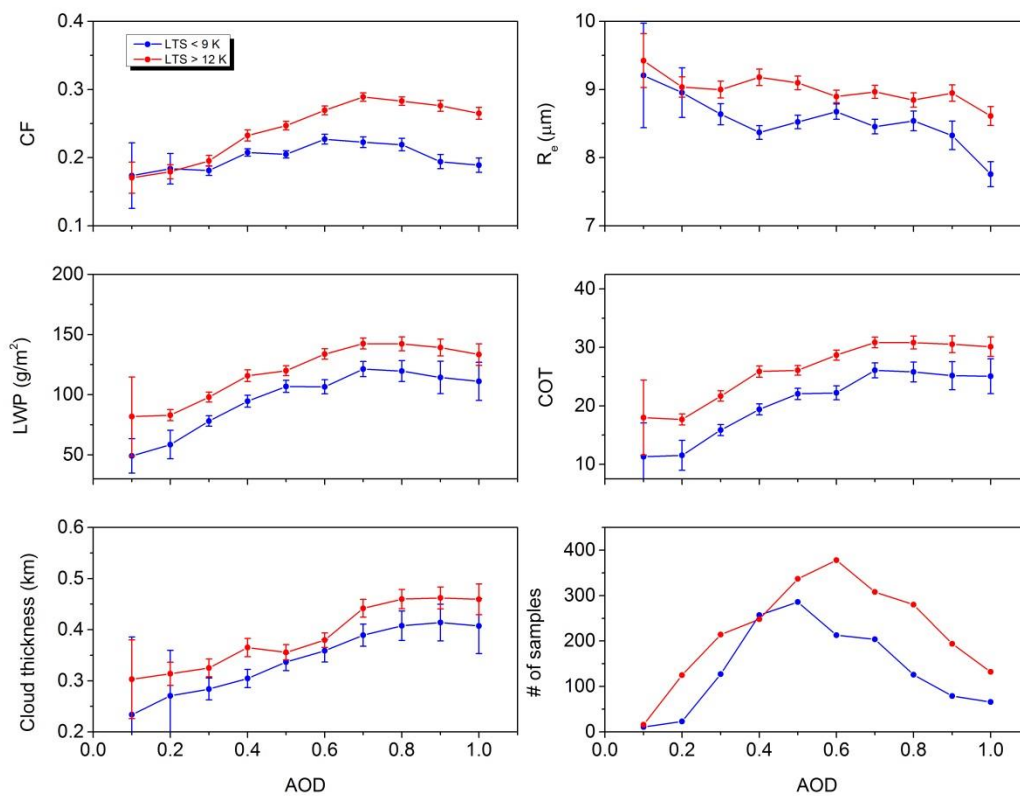 0.4
0.3
0.2
0.1
CF
LTS < 9 K
LTS > 12 K
10
9
8
7
Re (μm)
200
150
100
50
LWP (g/m²)
40
30
20
10
COT
0.6
0.5
0.4
0.3
0.2
Cloud thickness (km)
0.0 0.2 0.4 0.6 0.8 1.0
AOD
400
300
200
100
0
# of samples
0.0 0.2 0.4 0.6 0.8 1.0
AOD